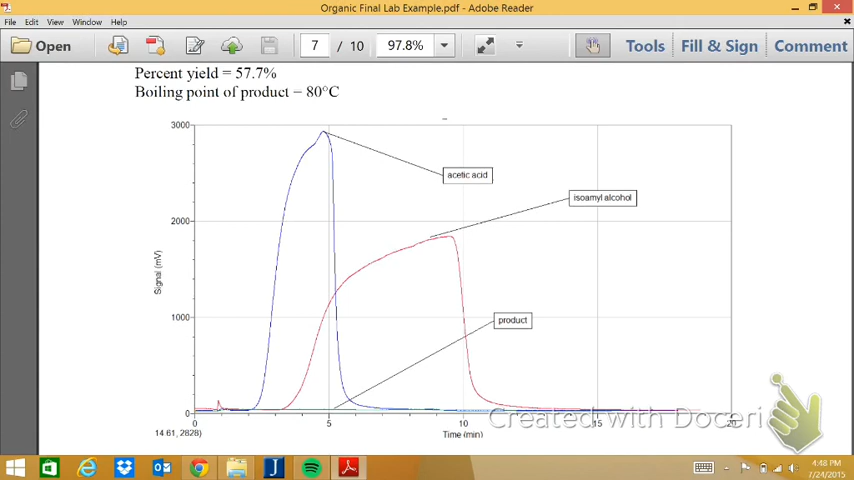 Organic Final Lab Example.pdf - Adobe Reader
File Edit View Window Help
Open 7 / 10 97.8% Tools Fill & Sign Comment
Percent yield = 57.7%
Boiling point of product = 80°C
3000
acetic acid
isoamyl alcohol
2000
Signal (mV)
1000
product
0
0 5 10 15 20
14.61, 2828)
Time (min)
Created with Doceri
4:48 PM
7/24/2015